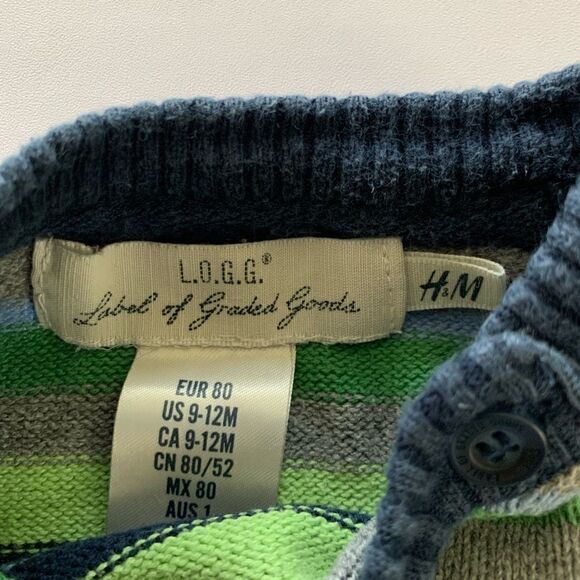 L.O.G.G.®
Label of Graded Goods
H&M
EUR 80
US 9-12M
CA 9-12M
CN 80/52
MX 80
AUS 1